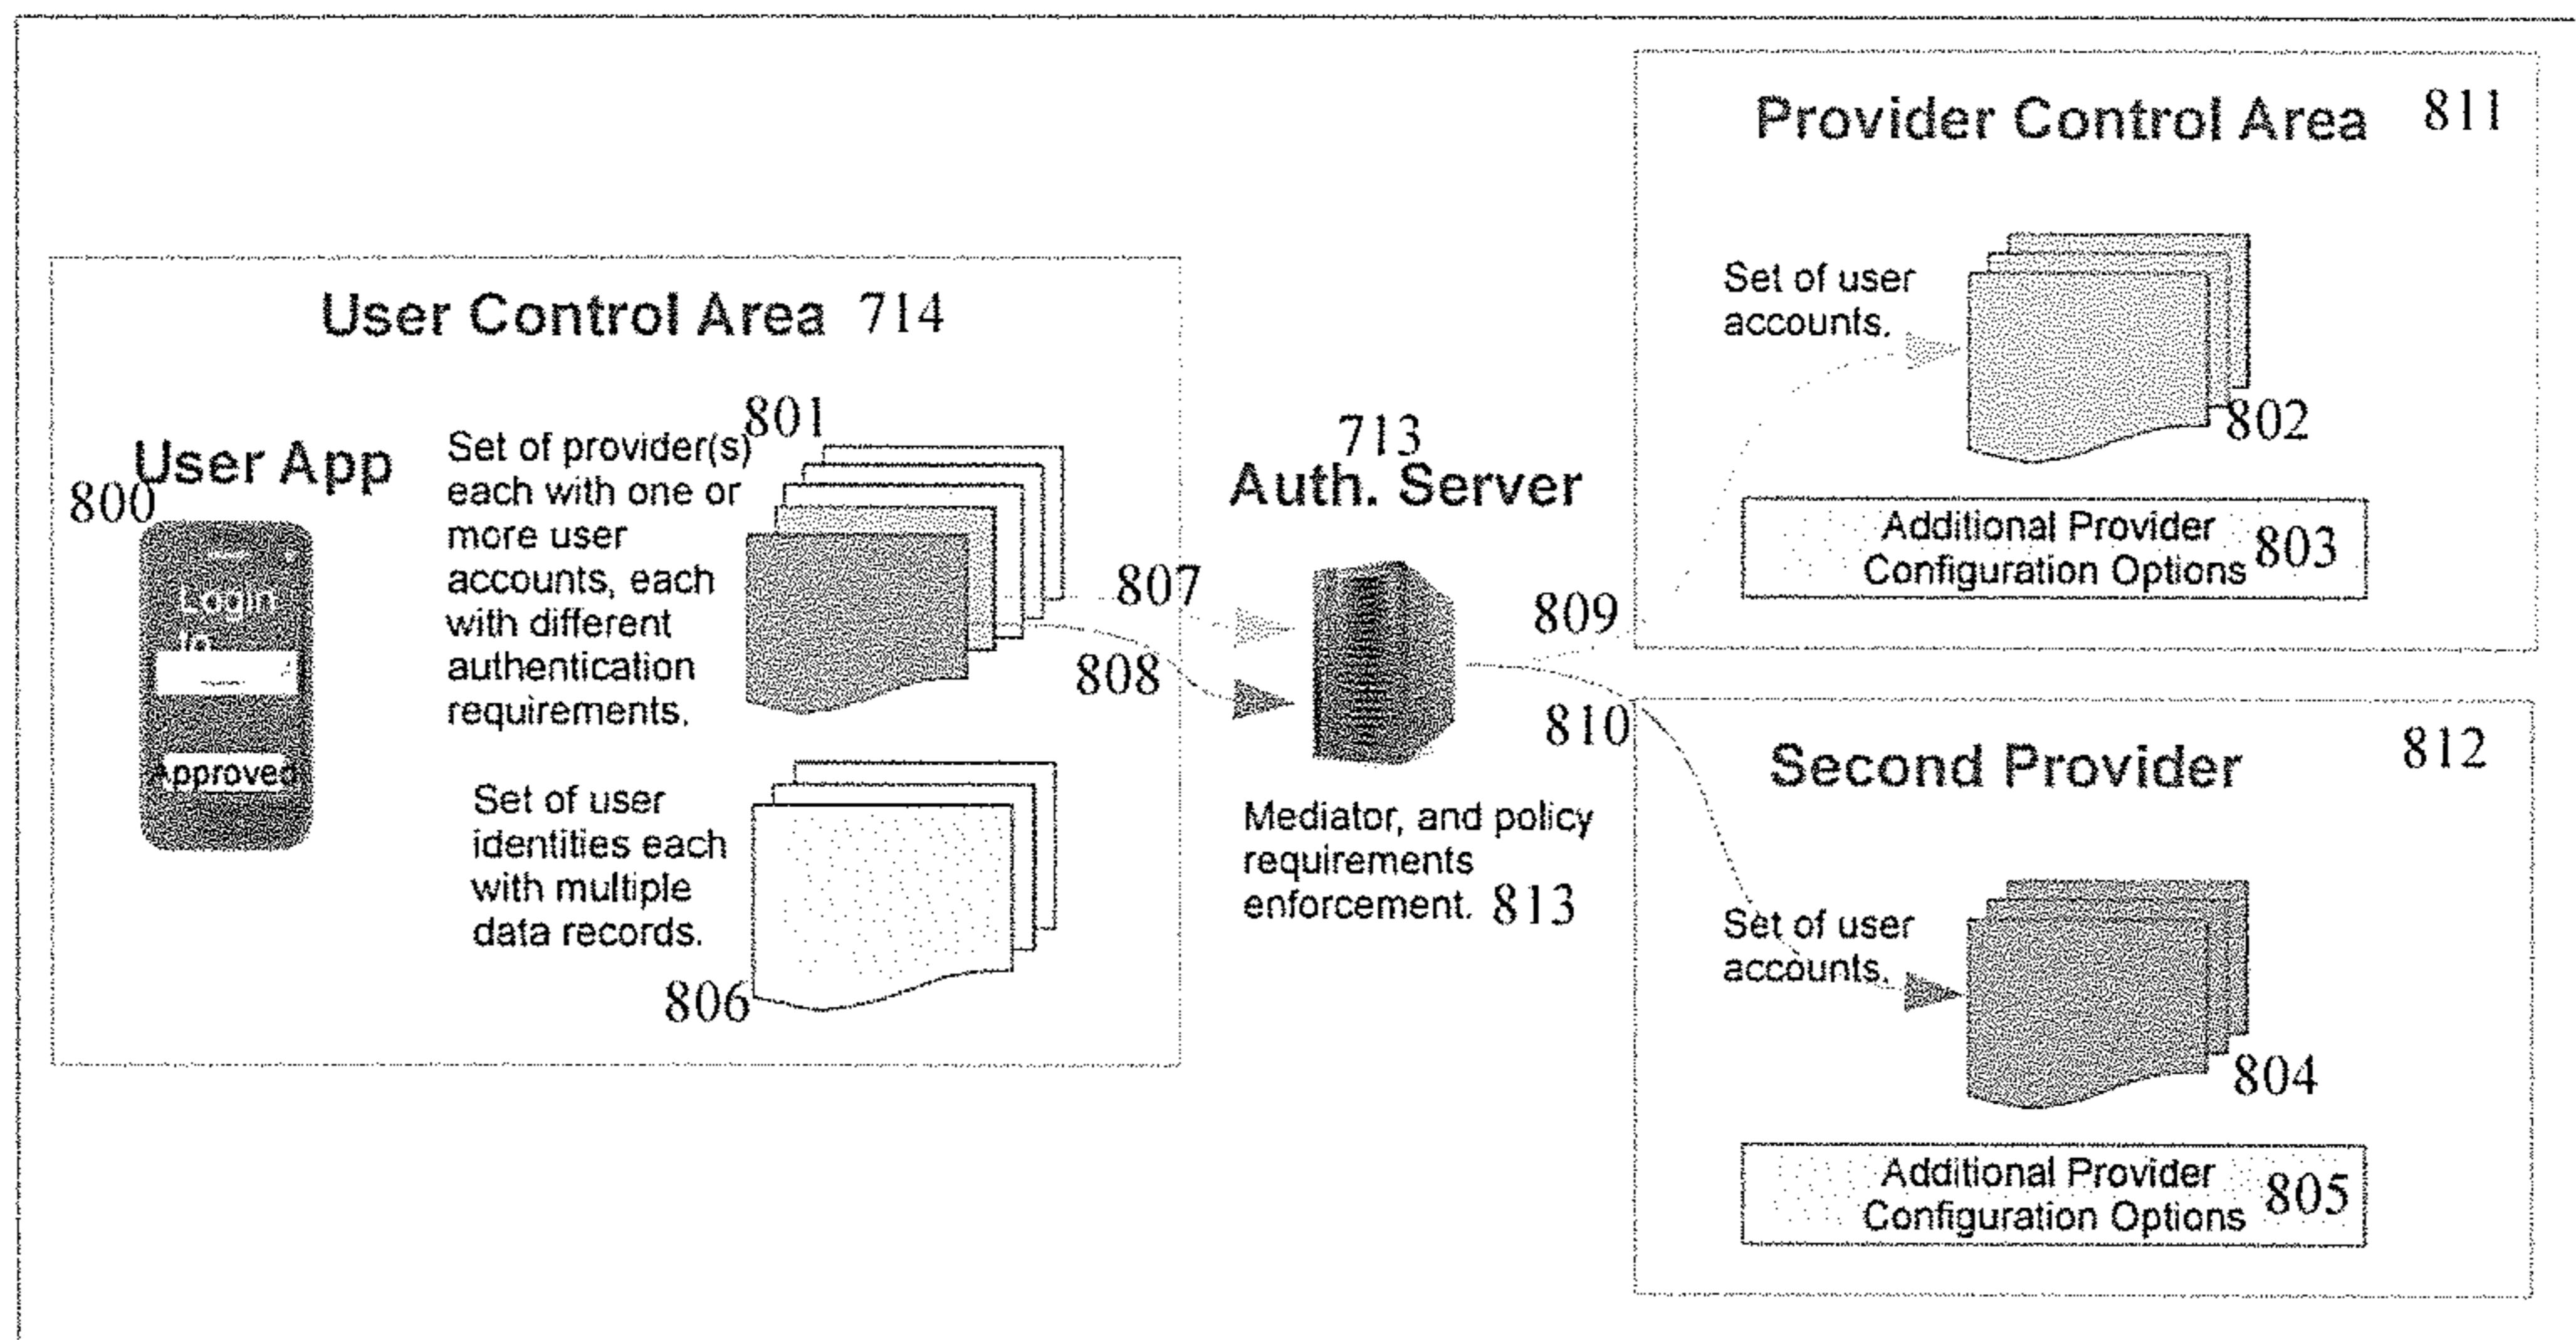 Provider Control Area 811
Set of user
accounts.
802
Additional Provider
Configuration Options 803
User Control Area 714
User App
800
Login
to
Approved
801
Set of provider(s)
each with one or
more user
accounts, each
with different
authentication
requirements.
Set of user
identities each
with multiple
data records.
806
807
808
713
Auth. Server
Mediator, and policy
requirements
enforcement. 813
809
810
812
Second Provider
Set of user
accounts.
804
Additional Provider
Configuration Options 805